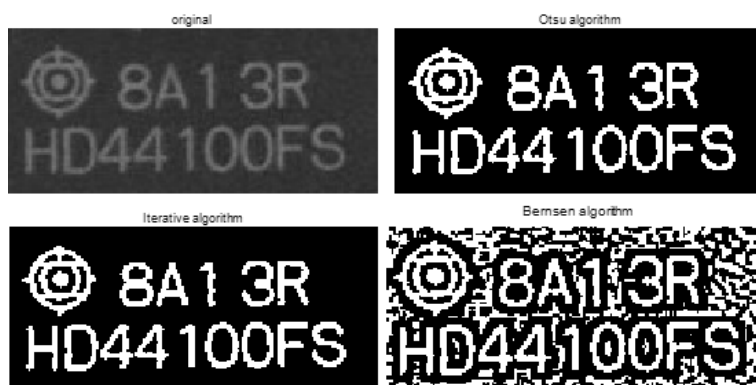 original
8A1 3R
HD44100FS
Otsu algorithm
8A1 3R
HD44100FS
Iterative algorithm
8A1 3R
HD44100FS
Bernsen algorithm
8A1 3R
HD44100FS